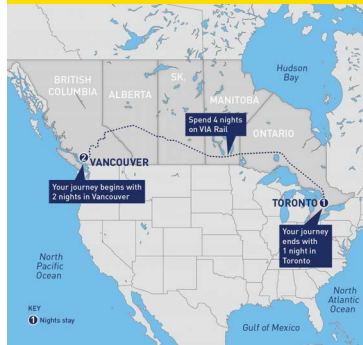 Hudson
Bay
BRITISH
COLUMBIA
ALBERTA
SK.
MANITOBA
Spend 4 nights
on VIA Rail
ONTARIO
2 VANCOUVER
Your journey begins with
2 nights in Vancouver
TORONTO 1
Your journey
ends with
1 night in
Toronto
North
Pacific
Ocean
North
Atlantic
Ocean
KEY
1 Nights stay
Gulf of Mexico